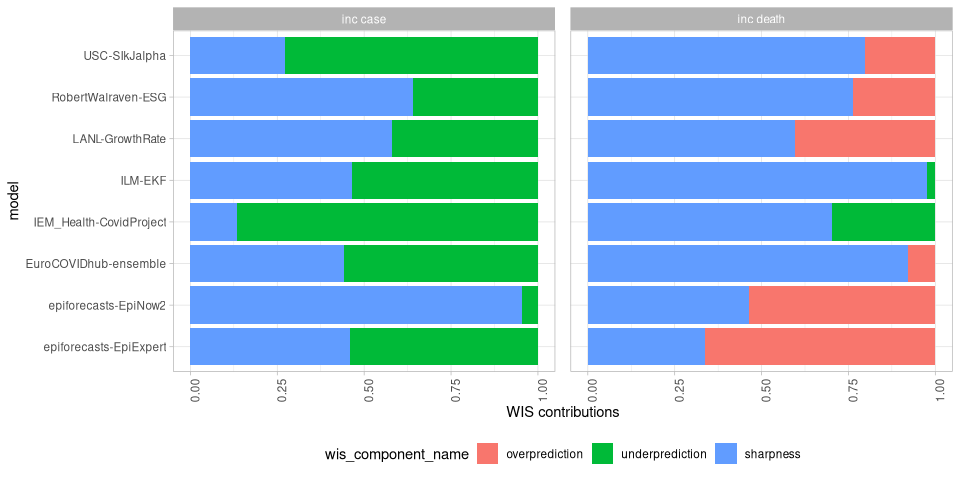 inc case
inc death
USC-SIkJalpha
RobertWalraven-ESG
LANL-GrowthRate
ILM-EKF
IEM_Health-CovidProject
EuroCOVIDhub-ensemble
epiforecasts-EpiNow2
epiforecasts-EpiExpert
model
0.00 0.25 0.50 0.75 1.00
0.00 0.25 0.50 0.75 1.00
WIS contributions
wis_component_name overprediction underprediction sharpness